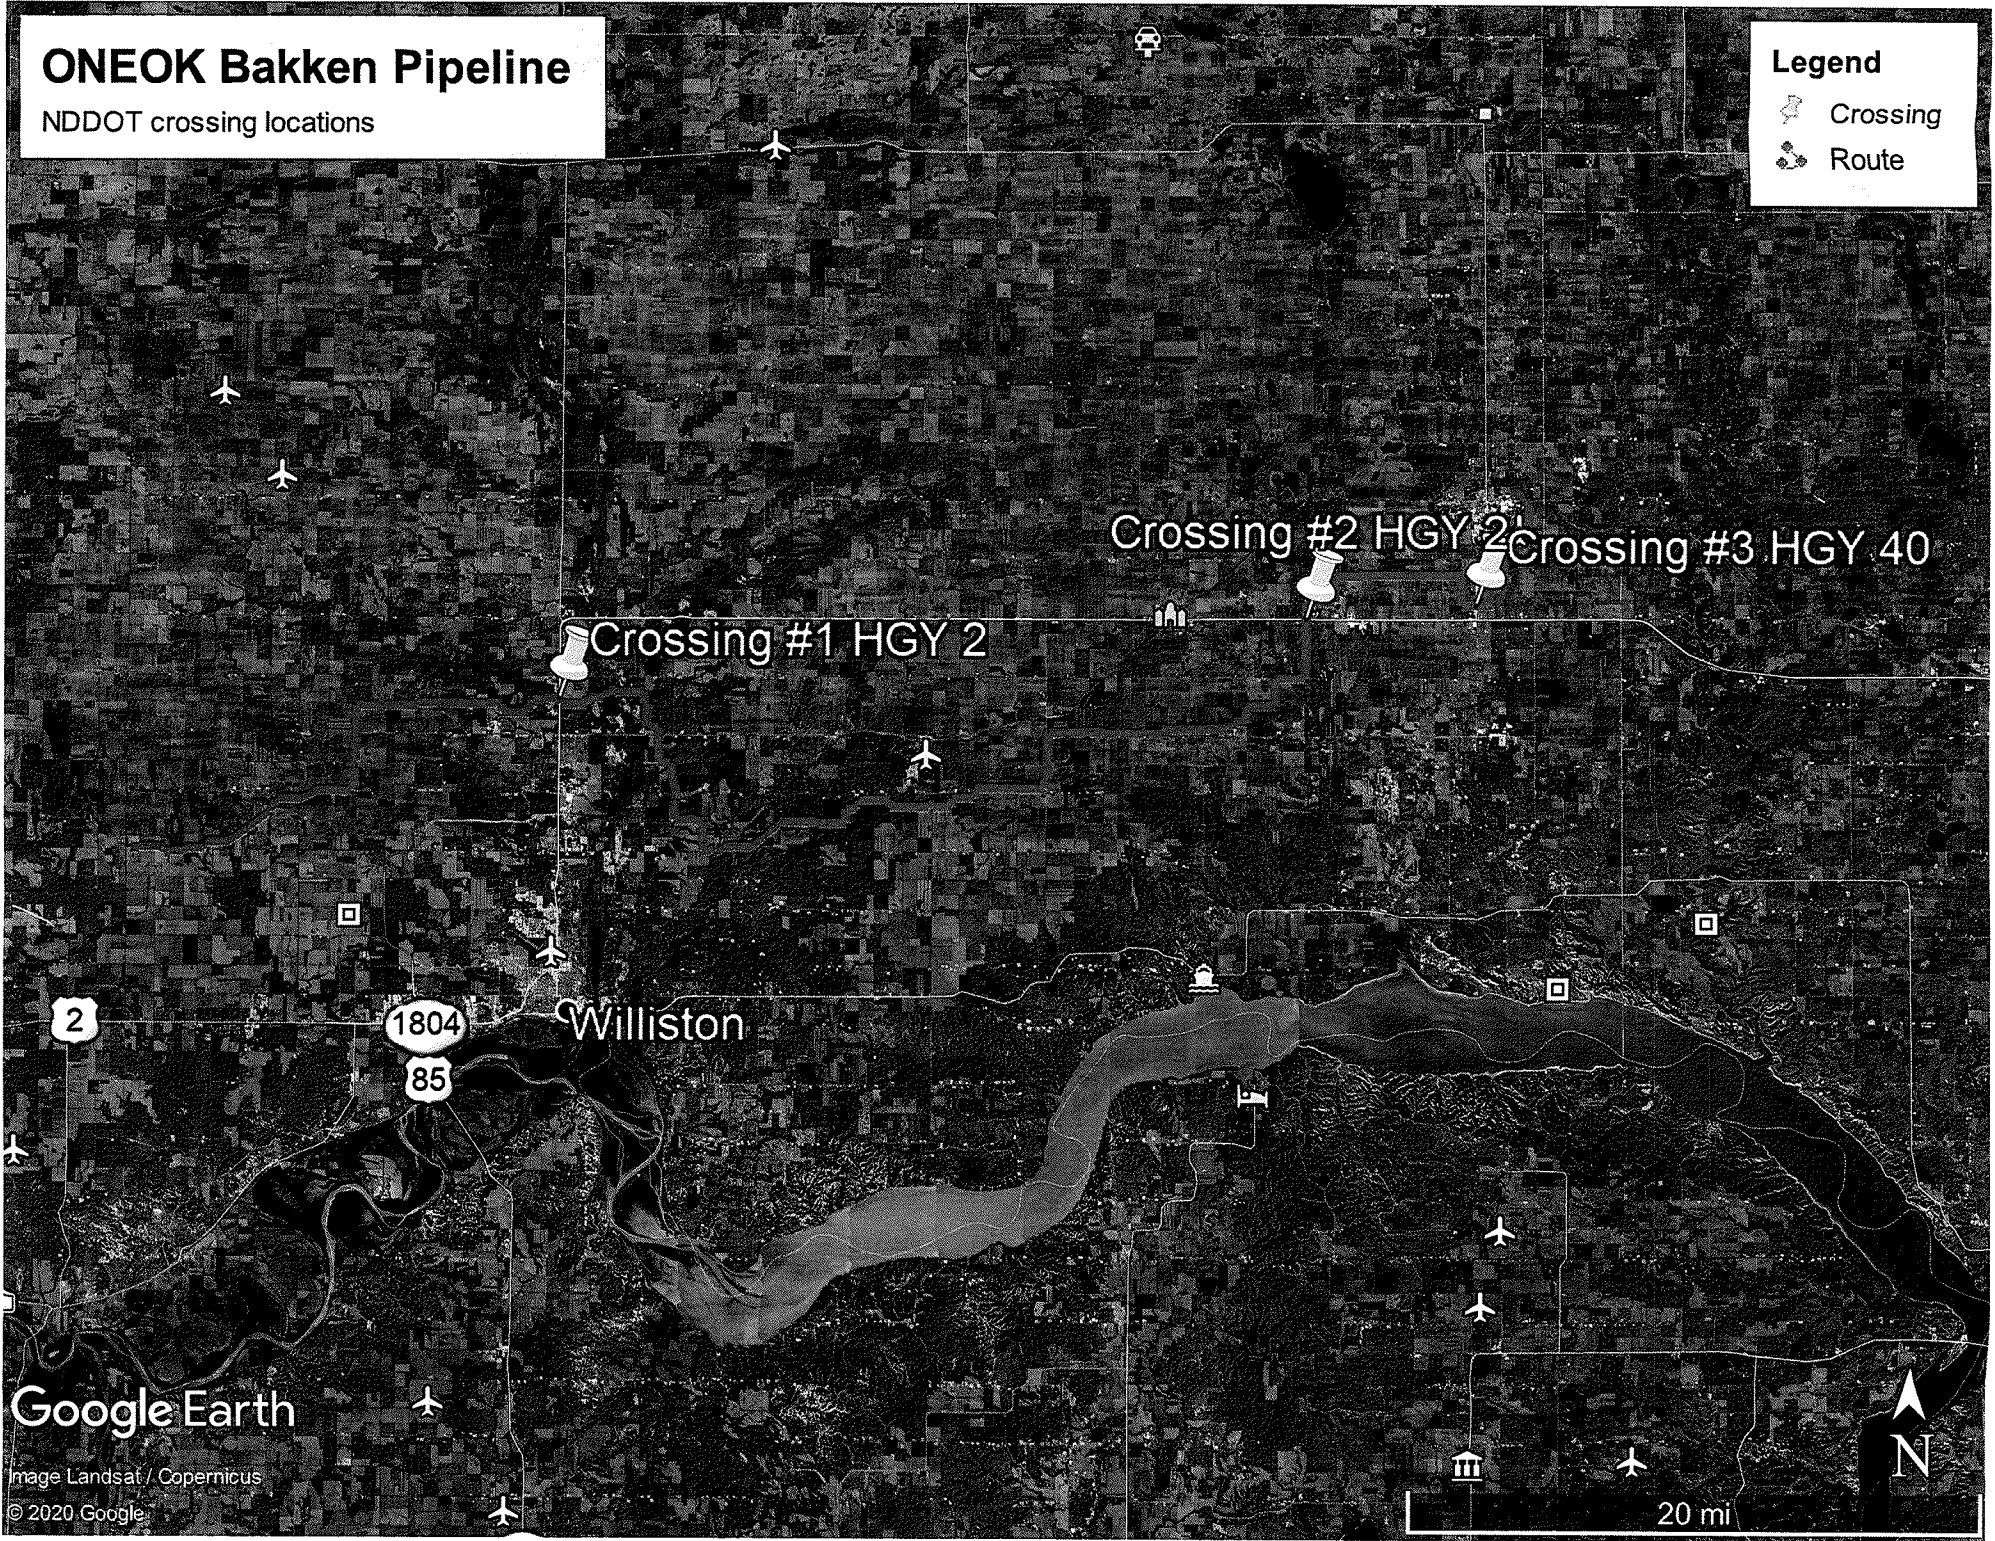 ONEOK Bakken Pipeline
NDDOT crossing locations
Legend
Crossing
Route
Crossing #2 HGY 2
Crossing #3 HGY 40
Crossing #1 HGY 2
2
1804
Williston
85
Google Earth
Image Landsat / Copernicus
© 2020 Google
N
20 mi